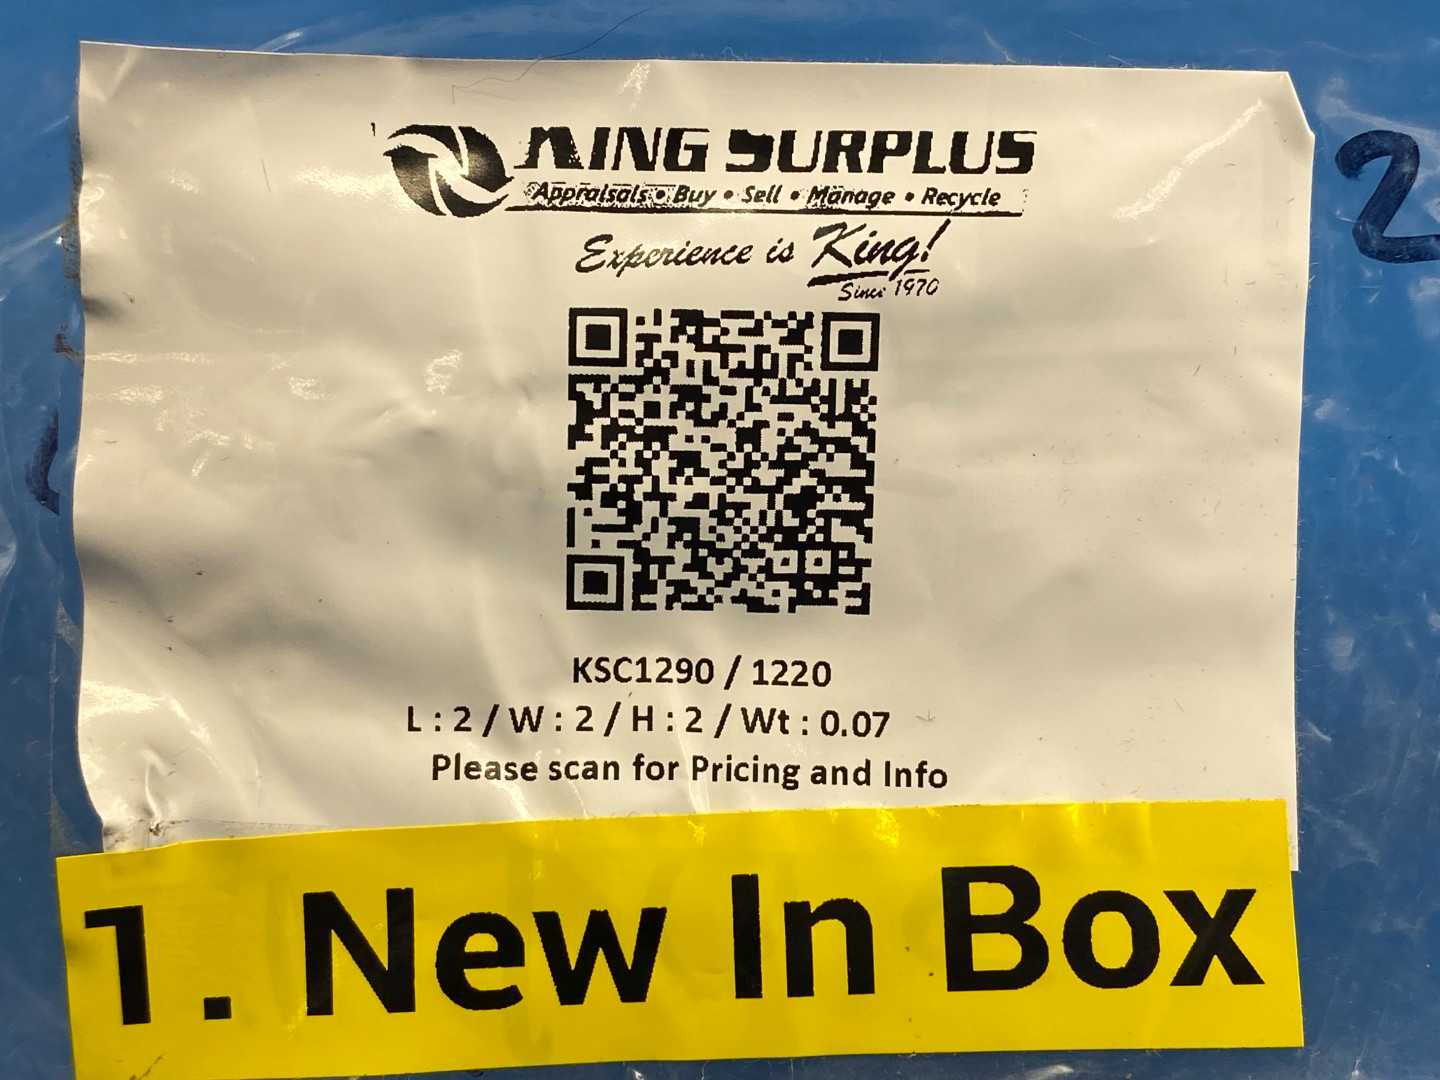 KING SURPLUS
Appraisals • Buy • Sell • Manage • Recycle
Experience is King!
Since 1970
2
KSC1290 / 1220
L : 2 / W : 2 / H : 2 / Wt : 0.07
Please scan for Pricing and Info
1. New In Box